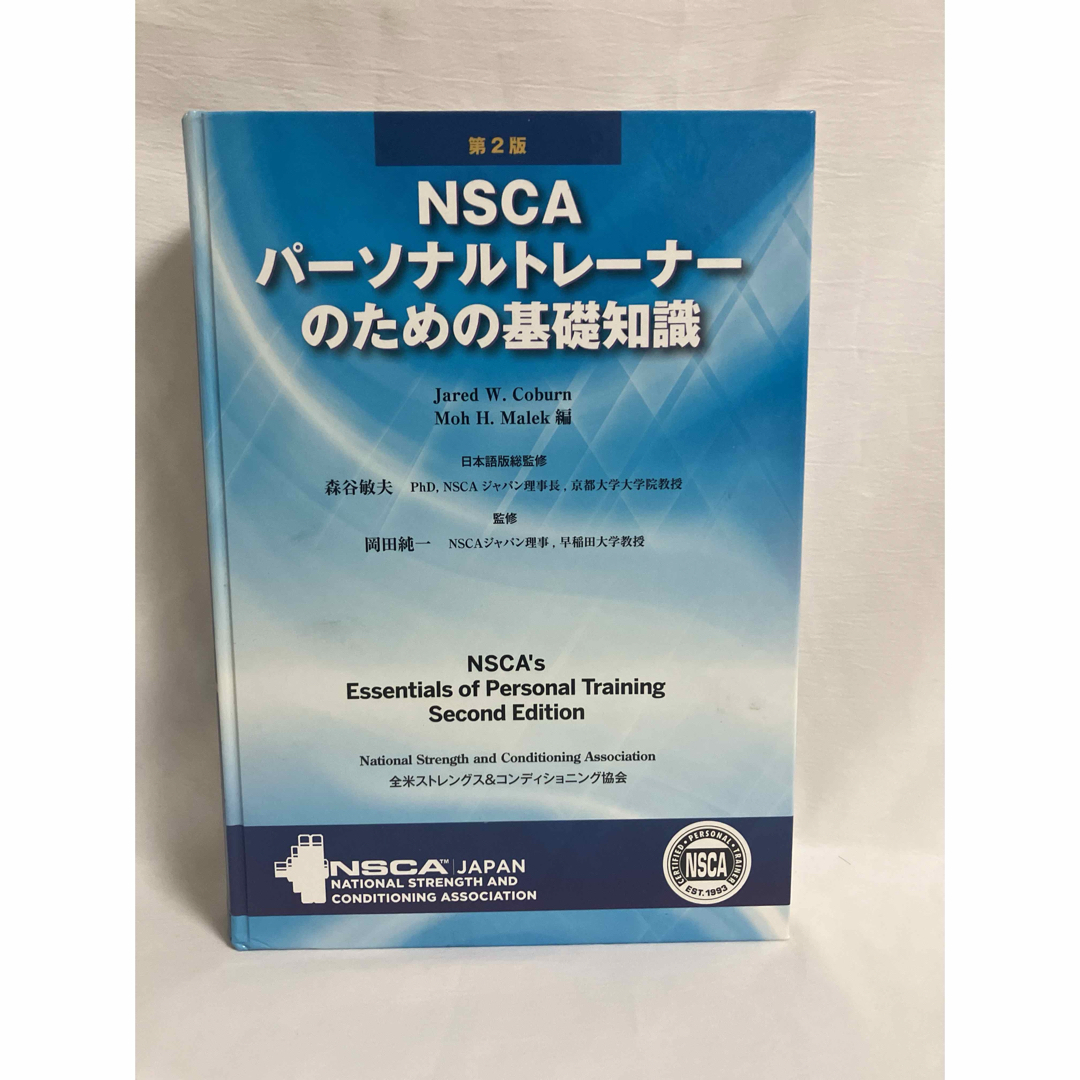 第2版
NSCA
パーソナルトレーナー
のための基礎知識
Jared W. Coburn
Moh H. Malek 編
日本語版総監修
森谷敏夫 PhD, NSCA ジャパン理事長 , 京都大学大学院教授
監修
岡田純一 NSCAジャパン理事 , 早稲田大学教授
NSCA's
Essentials of Personal Training
Second Edition
National Strength and Conditioning Association
全米ストレングス&コンディショニング協会
NSCA™ JAPAN
NATIONAL STRENGTH AND
CONDITIONING ASSOCIATION
CERTIFIED • PERSONAL • TRAINER
NSCA
EST. 1993